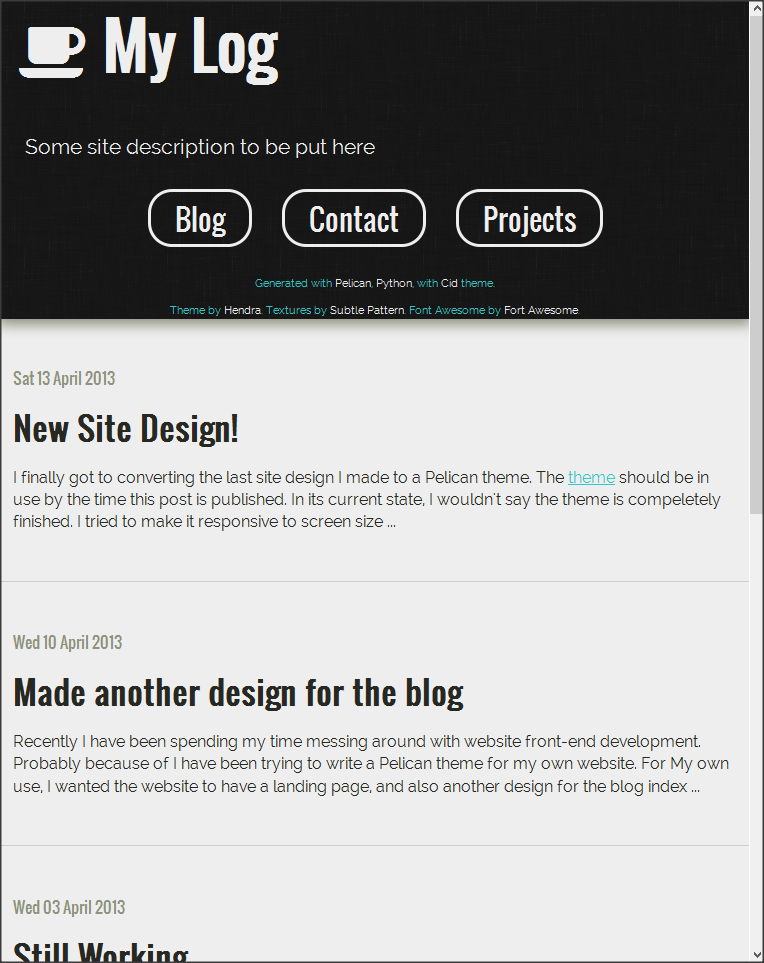 My Log
Some site description to be put here
Blog Contact Projects
Generated with Pelican, Python, with Cid theme.
Theme by Hendra. Textures by Subtle Pattern. Font Awesome by Fort Awesome.
Sat 13 April 2013
New Site Design!
I finally got to converting the last site design I made to a Pelican theme. The theme should be in
use by the time this post is published. In its current state, I wouldn't say the theme is compeletely
finished. I tried to make it responsive to screen size ...
Wed 10 April 2013
Made another design for the blog
Recently I have been spending my time messing around with website front-end development.
Probably because of I have been trying to write a Pelican theme for my own website. For My own
use, I wanted the website to have a landing page, and also another design for the blog index ...
Wed 03 April 2013
Still Working